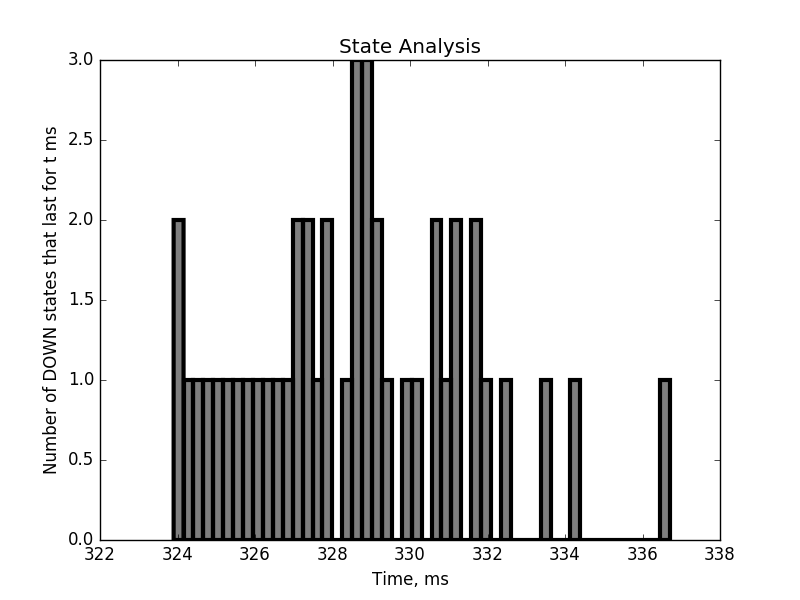 State Analysis
3.0
2.5
2.0
1.5
1.0
0.5
0.0
Number of DOWN states that last for t ms
322 324 326 328 330 332 334 336 338
Time, ms